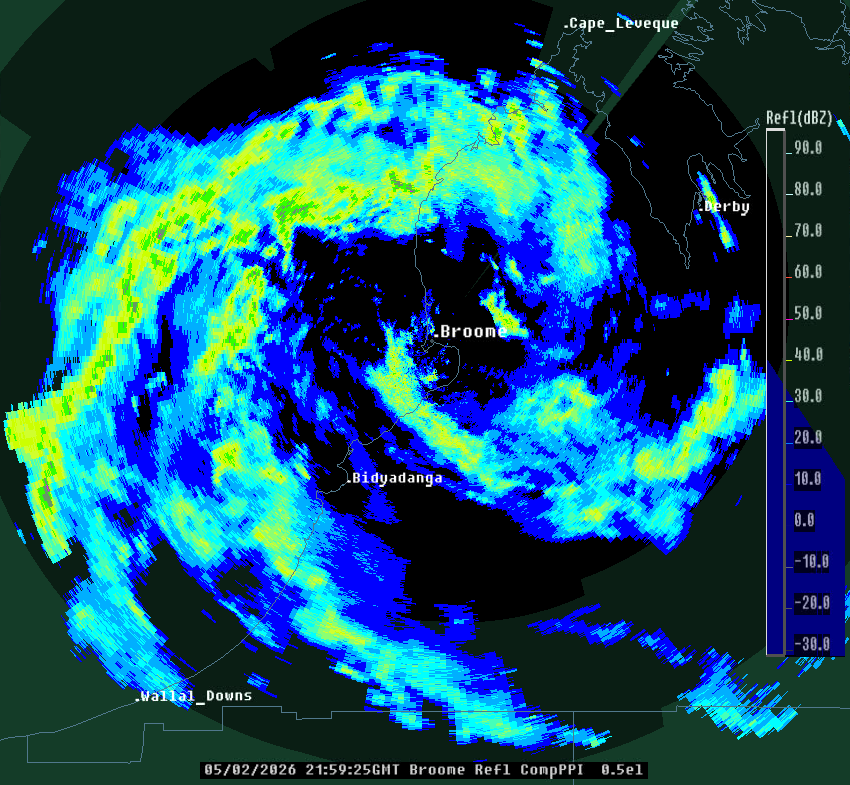 .Cape_Leveque
Refl(dBZ)
90.0
80.0
.Derby
70.0
60.0
50.0
.Broome
40.0
30.0
20.0
.Bidyadanga
10.0
0.0
-10.0
-20.0
-30.0
.Wallal_Downs
05/02/2026 21:59:25GMT Broome Refl CompPPI 0.5el